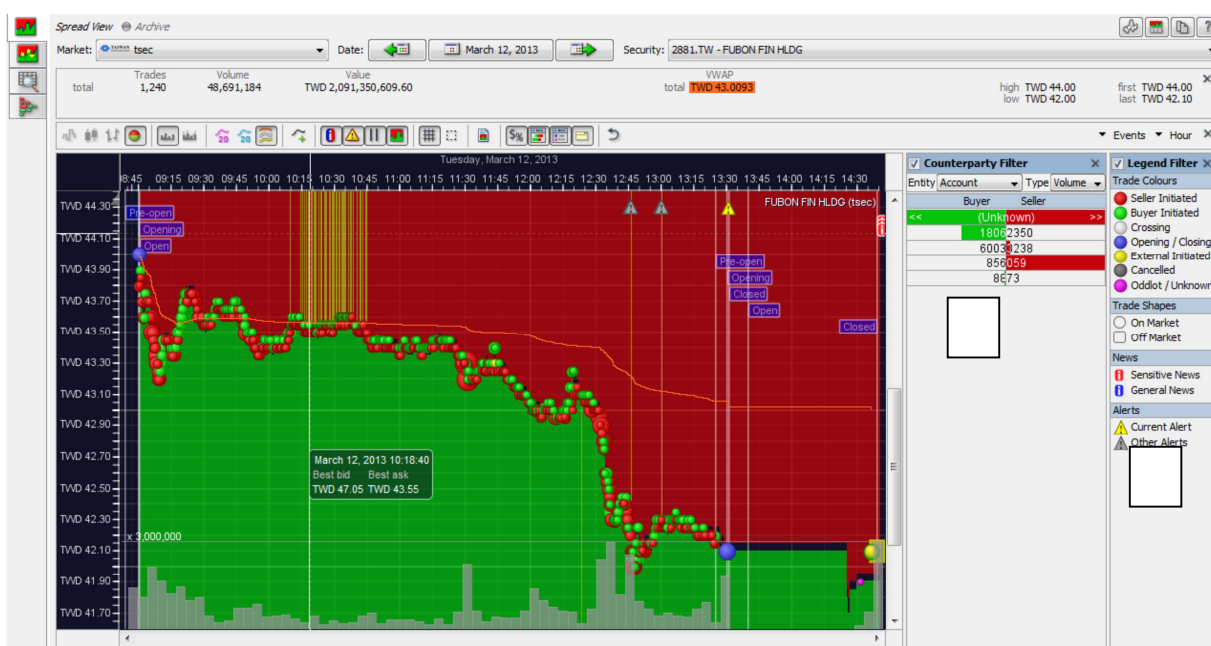 Spread View Archive
Market: TAIWAN tsec Date: March 12, 2013 Security: 2881.TW - FUBON FIN HLDG
Trades Volume Value VWAP
total 1,240 48,691,184 TWD 2,091,350,609.60 total TWD 43.0093 high TWD 44.00 first TWD 44.00
low TWD 42.00 last TWD 42.10
20 20 $% Events Hour
Tuesday, March 12, 2013
8:45 09:15 09:30 09:45 10:00 10:15 10:30 10:45 11:00 11:15 11:30 11:45 12:00 12:15 12:30 12:45 13:00 13:15 13:30 13:45 14:00 14:15 14:30
FUBON FIN HLDG (tsec)
TWD 44.30
TWD 44.10
TWD 43.90
TWD 43.70
TWD 43.50
TWD 43.30
TWD 43.10
TWD 42.90
TWD 42.70
TWD 42.50
TWD 42.30
TWD 42.10
TWD 41.90
TWD 41.70
Pre-open
Opening
Open
Pre-open
Opening
Closed
Open
Closed
March 12, 2013 10:18:40
Best bid Best ask
TWD 47.05 TWD 43.55
x 3,000,000
Counterparty Filter
Entity Account Type Volume
Buyer Seller
<< (Unknown) >>
18062350
60033238
856059
8873
Legend Filter
Trade Colours
Seller Initiated
Buyer Initiated
Crossing
Opening / Closing
External Initiated
Cancelled
Oddlot / Unknown
Trade Shapes
On Market
Off Market
News
Sensitive News
General News
Alerts
Current Alert
Other Alerts